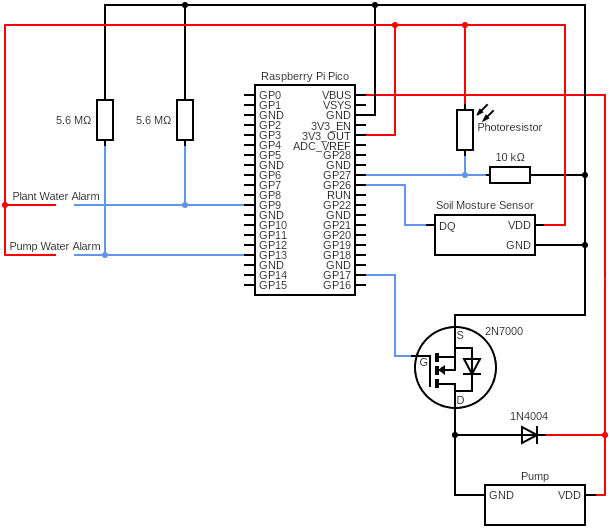 Raspberry Pi Pico
GP0 VBUS
GP1 VSYS
GND GND
GP2 3V3_EN
GP3 3V3_OUT
GP4 ADC_VREF
GP5 GP28
GND GND
GP6 GP27
GP7 GP26
GP8 RUN
GP9 GP22
GND GND
GP10 GP21
GP11 GP20
GP12 GP19
GP13 GP18
GND GND
GP14 GP17
GP15 GP16
5.6 MΩ
5.6 MΩ
Plant Water Alarm
Pump Water Alarm
Photoresistor
10 kΩ
Soil Mosture Sensor
DQ VDD
GND
2N7000
S
G
D
1N4004
Pump
GND VDD